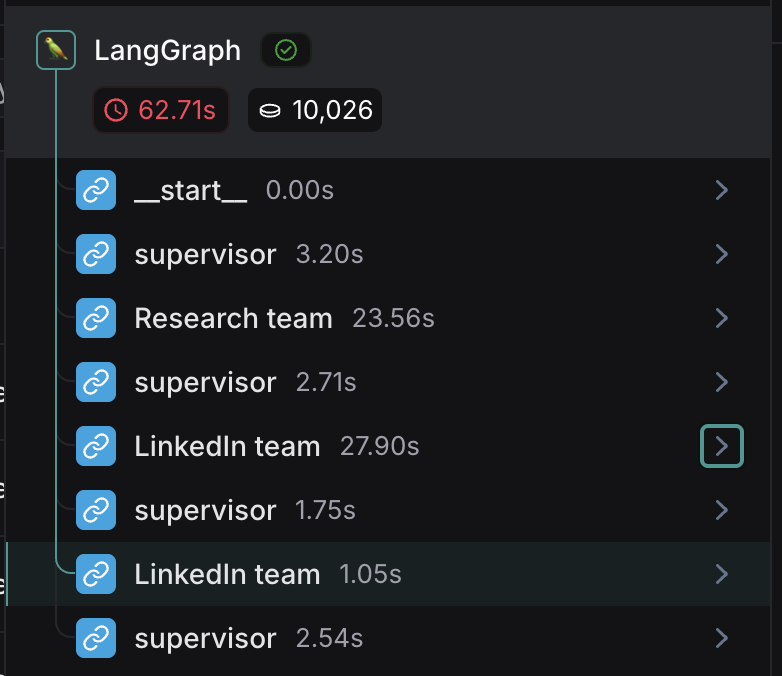 LangGraph
62.71s 10,026
__start__ 0.00s
supervisor 3.20s
Research team 23.56s
supervisor 2.71s
LinkedIn team 27.90s
supervisor 1.75s
LinkedIn team 1.05s
supervisor 2.54s